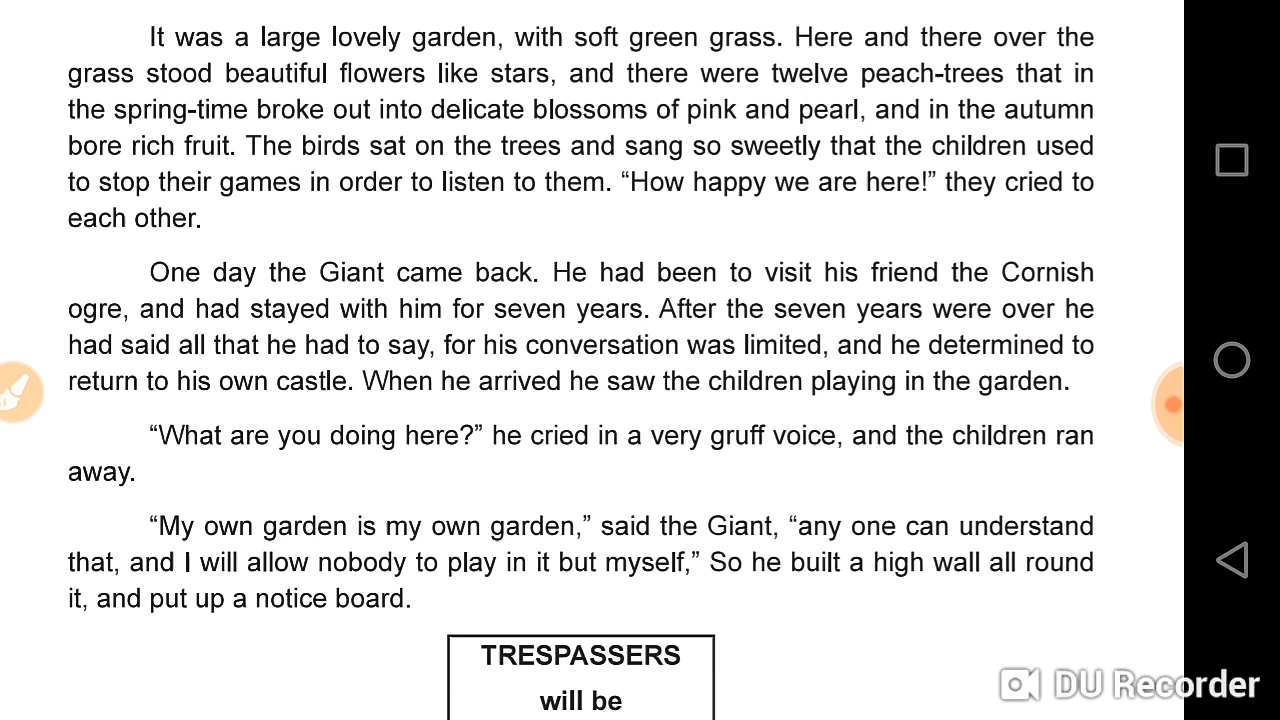 It was a large lovely garden, with soft green grass. Here and there over the
grass stood beautiful flowers like stars, and there were twelve peach-trees that in
the spring-time broke out into delicate blossoms of pink and pearl, and in the autumn
bore rich fruit. The birds sat on the trees and sang so sweetly that the children used
to stop their games in order to listen to them. “How happy we are here!” they cried to
each other.
One day the Giant came back. He had been to visit his friend the Cornish
ogre, and had stayed with him for seven years. After the seven years were over he
had said all that he had to say, for his conversation was limited, and he determined to
return to his own castle. When he arrived he saw the children playing in the garden.
“What are you doing here?” he cried in a very gruff voice, and the children ran
away.
“My own garden is my own garden,” said the Giant, “any one can understand
that, and I will allow nobody to play in it but myself,” So he built a high wall all round
it, and put up a notice board.
TRESPASSERS
will be
DU Recorder